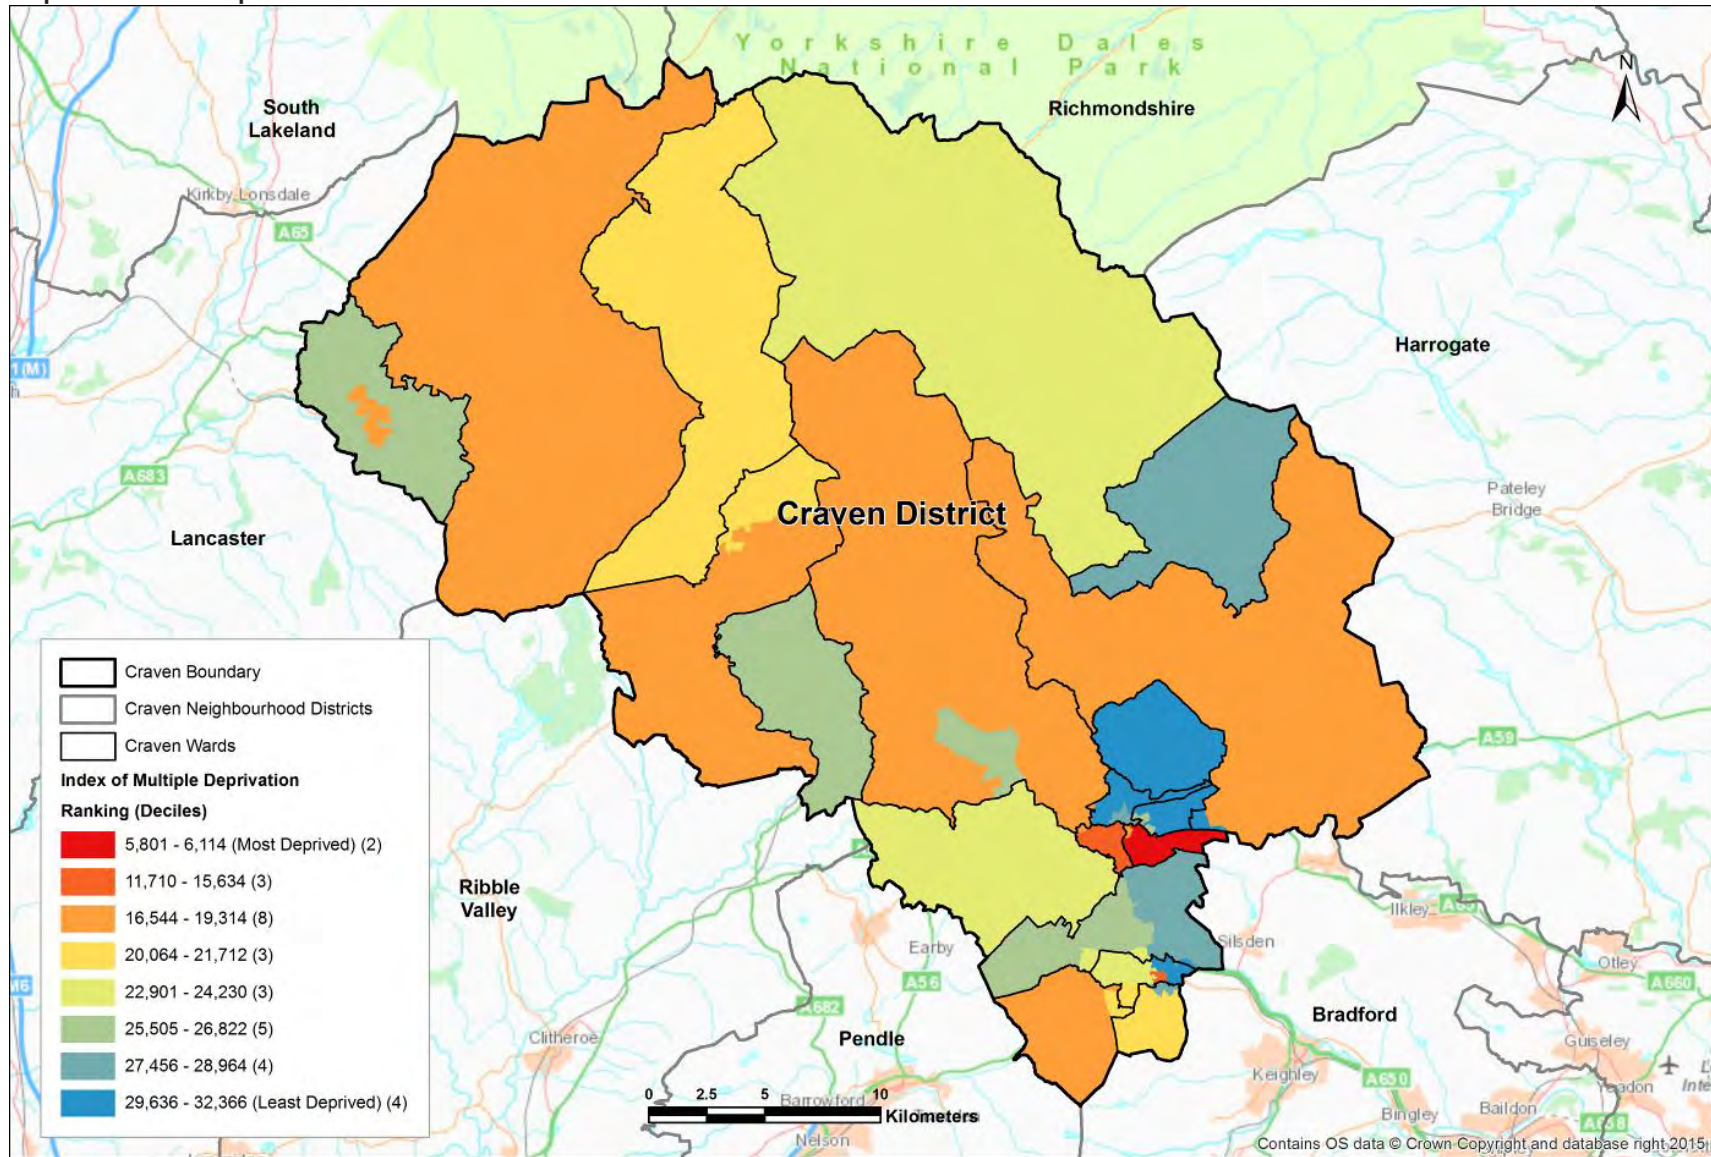 Yorkshire Dales
National Park
N
South
Lakeland
Richmondshire
Kirkby Lonsdale
A65
Harrogate
1(M)
A683
Craven District
Pateley
Bridge
Lancaster
A59
Craven Boundary
Craven Neighbourhood Districts
Craven Wards
Index of Multiple Deprivation
Ranking (Deciles)
5,801 - 6,114 (Most Deprived) (2)
11,710 - 15,634 (3)
16,544 - 19,314 (8)
20,064 - 21,712 (3)
22,901 - 24,230 (3)
25,505 - 26,822 (5)
27,456 - 28,964 (4)
29,636 - 32,366 (Least Deprived) (4)
Ribble
Valley
Ilkley
Earby
Silsden
Otley
A56
A660
M6
A682
Bradford
Clitheroe
Pendle
Guiseley
Keighley
A650
Yeadon
0 2.5 5 10
Kilometers
Barrowford
Nelson
Bingley
Baildon
Contains OS data © Crown Copyright and database right 2015